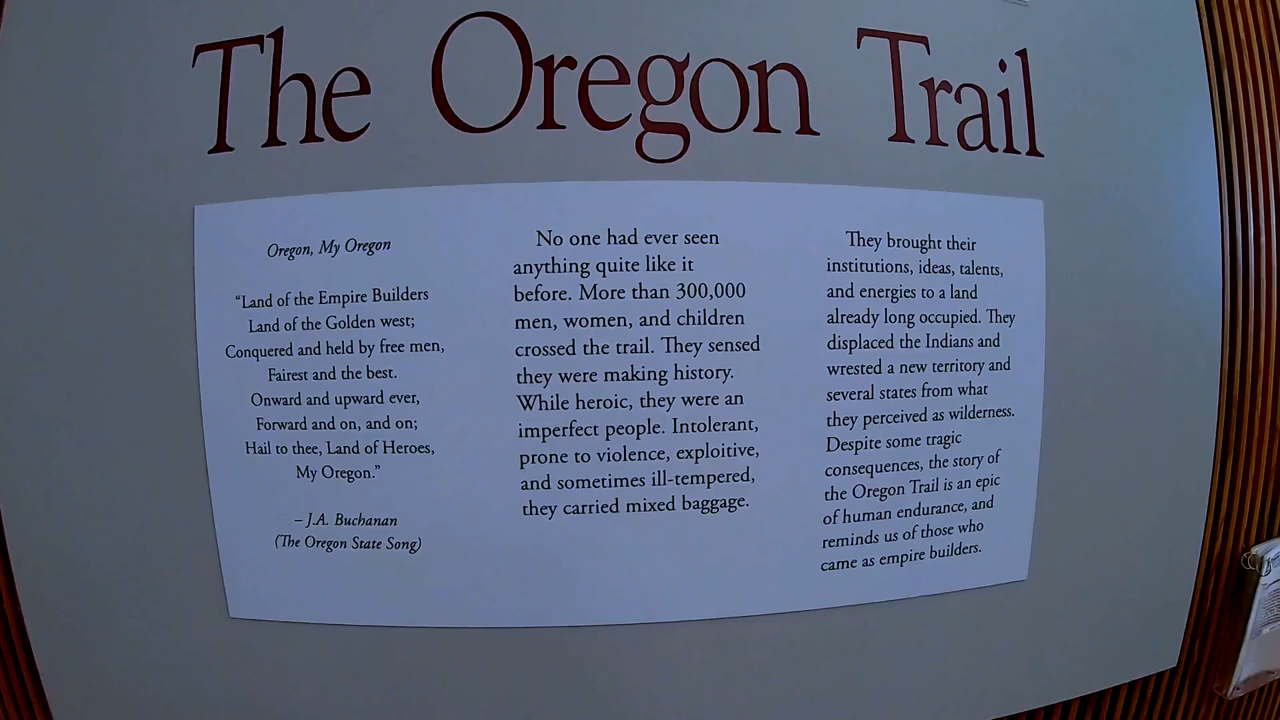 The Oregon Trail
Oregon, My Oregon
“Land of the Empire Builders
Land of the Golden west;
Conquered and held by free men,
Fairest and the best.
Onward and upward ever,
Forward and on, and on;
Hail to thee, Land of Heroes,
My Oregon.”
– J.A. Buchanan
(The Oregon State Song)
No one had ever seen
anything quite like it
before. More than 300,000
men, women, and children
crossed the trail. They sensed
they were making history.
While heroic, they were an
imperfect people. Intolerant,
prone to violence, exploitive,
and sometimes ill-tempered,
they carried mixed baggage.
They brought their
institutions, ideas, talents,
and energies to a land
already long occupied. They
displaced the Indians and
wrested a new territory and
several states from what
they perceived as wilderness.
Despite some tragic
consequences, the story of
the Oregon Trail is an epic
of human endurance, and
reminds us of those who
came as empire builders.